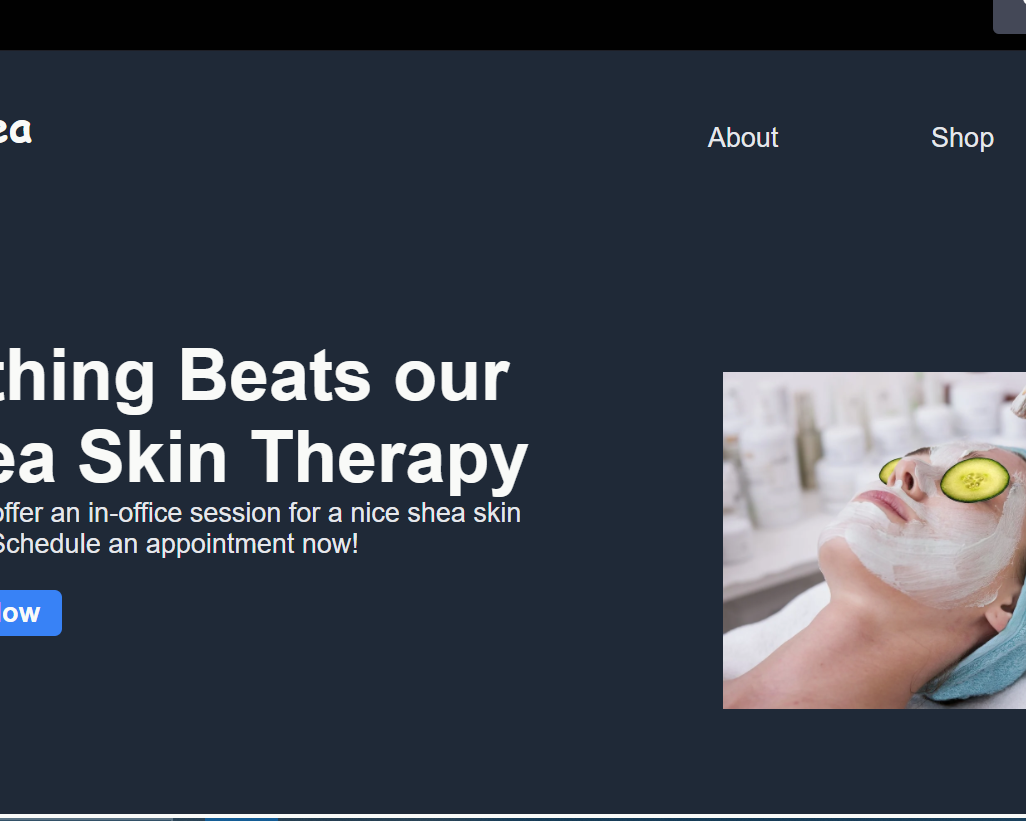 ea
About
Shop
thing Beats our
ea Skin Therapy
offer an in-office session for a nice shea skin
Schedule an appointment now!
low